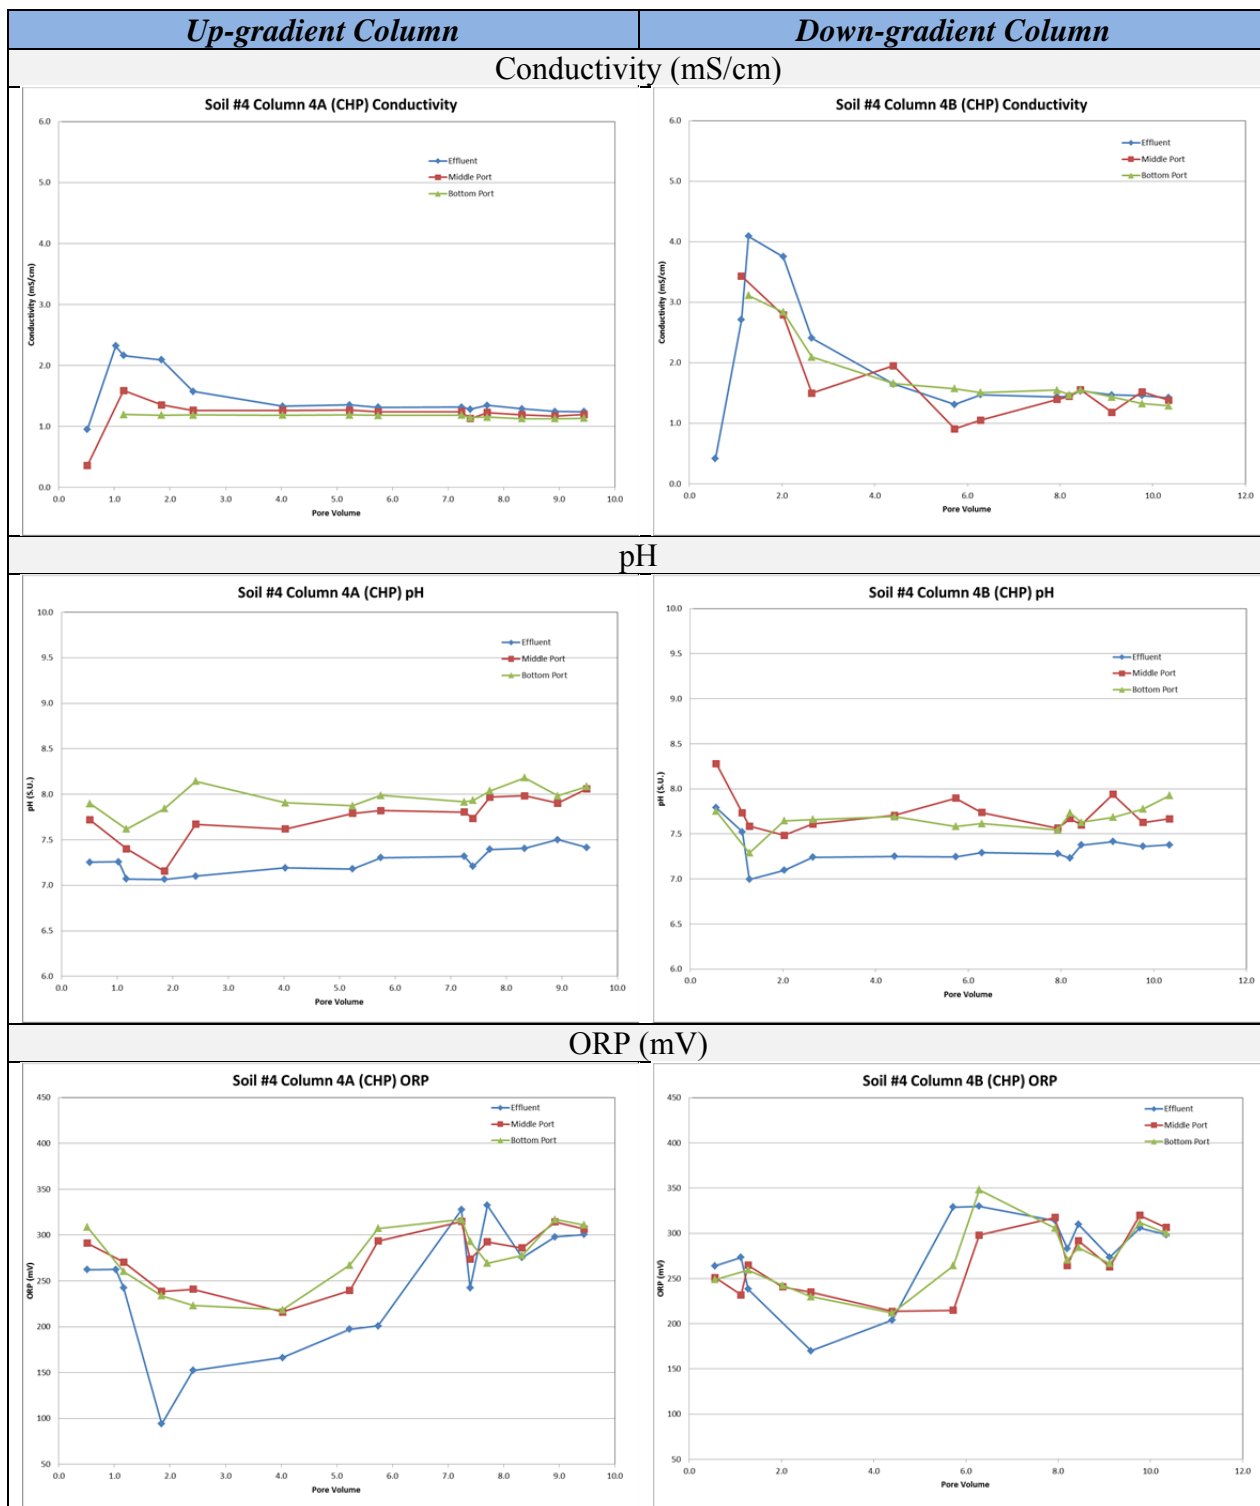 Up-gradient Column
Down-gradient Column
Conductivity (mS/cm)
Soil #4 Column 4A (CHP) Conductivity
6.0
5.0
4.0
3.0
2.0
1.0
0.0
Conductivity (mS/cm)
Effluent
Middle Port
Bottom Port
0.0 1.0 2.0 3.0 4.0 5.0 6.0 7.0 8.0 9.0 10.0
Pore Volume
Soil #4 Column 4B (CHP) Conductivity
6.0
5.0
4.0
3.0
2.0
1.0
0.0
Conductivity (mS/cm)
Effluent
Middle Port
Bottom Port
0.0 2.0 4.0 6.0 8.0 10.0 12.0
Pore Volume
pH
Soil #4 Column 4A (CHP) pH
10.0
9.5
9.0
8.5
8.0
7.5
7.0
6.5
6.0
pH (S.U.)
Effluent
Middle Port
Bottom Port
0.0 1.0 2.0 3.0 4.0 5.0 6.0 7.0 8.0 9.0 10.0
Pore Volume
Soil #4 Column 4B (CHP) pH
10.0
9.5
9.0
8.5
8.0
7.5
7.0
6.5
6.0
pH (S.U.)
Effluent
Middle Port
Bottom Port
0.0 2.0 4.0 6.0 8.0 10.0 12.0
Pore Volume
ORP (mV)
Soil #4 Column 4A (CHP) ORP
450
400
350
300
250
200
150
100
50
ORP (mV)
Effluent
Middle Port
Bottom Port
0.0 1.0 2.0 3.0 4.0 5.0 6.0 7.0 8.0 9.0 10.0
Pore Volume
Soil #4 Column 4B (CHP) ORP
450
400
350
300
250
200
150
100
50
ORP (mV)
Effluent
Middle Port
Bottom Port
0.0 2.0 4.0 6.0 8.0 10.0 12.0
Pore Volume